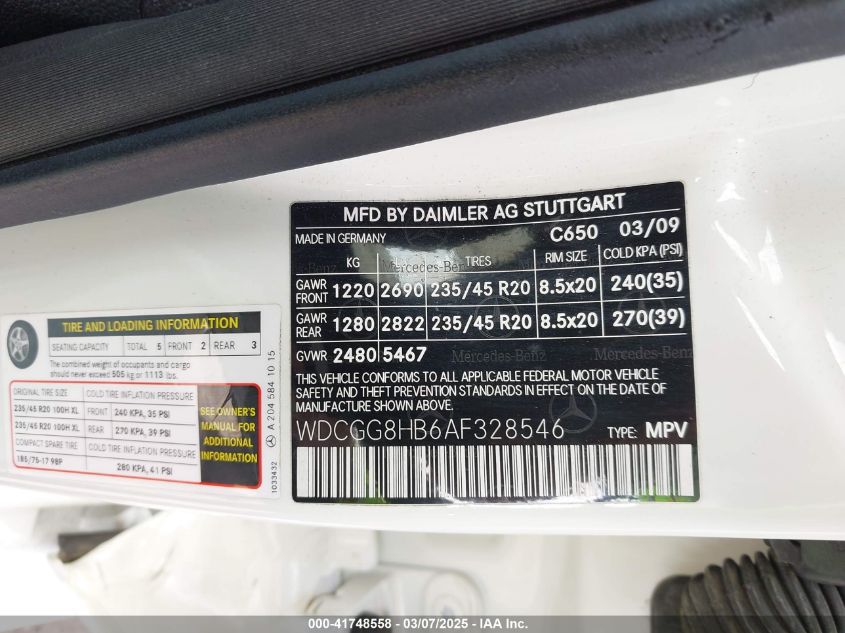 MFD BY DAIMLER AG STUTTGART
MADE IN GERMANY C650 03/09
KG TIRES RIM SIZE COLD KPA (PSI)
GAWR FRONT 1220 2690 235/45 R20 8.5x20 240(35)
GAWR REAR 1280 2822 235/45 R20 8.5x20 270(39)
GVWR 2480 5467
THIS VEHICLE CONFORMS TO ALL APPLICABLE FEDERAL MOTOR VEHICLE
SAFETY AND THEFT PREVENTION STANDARDS IN EFFECT ON THE DATE OF
MANUFACTURE SHOWN ABOVE.
WDCGG8HB6AF328546 TYPE: MPV
Mercedes-Benz
Mercedes-Benz
Mercedes-Benz
TIRE AND LOADING INFORMATION
SEATING CAPACITY TOTAL 5 FRONT 2 REAR 3
The combined weight of occupants and cargo
should never exceed 505 kg or 1113 lbs.
ORIGINAL TIRE SIZE COLD TIRE INFLATION PRESSURE
235/45 R20 100H XL FRONT 240 KPA, 35 PSI
235/45 R20 100H XL REAR 270 KPA, 39 PSI
COMPACT SPARE TIRE COLD TIRE INFLATION PRESSURE
185/75-17 98P 280 KPA, 41 PSI
SEE OWNER'S
MANUAL FOR
ADDITIONAL
INFORMATION
A 204 584 10 15
1033432
000-41748558 — 03/07/2025 — IAA Inc.